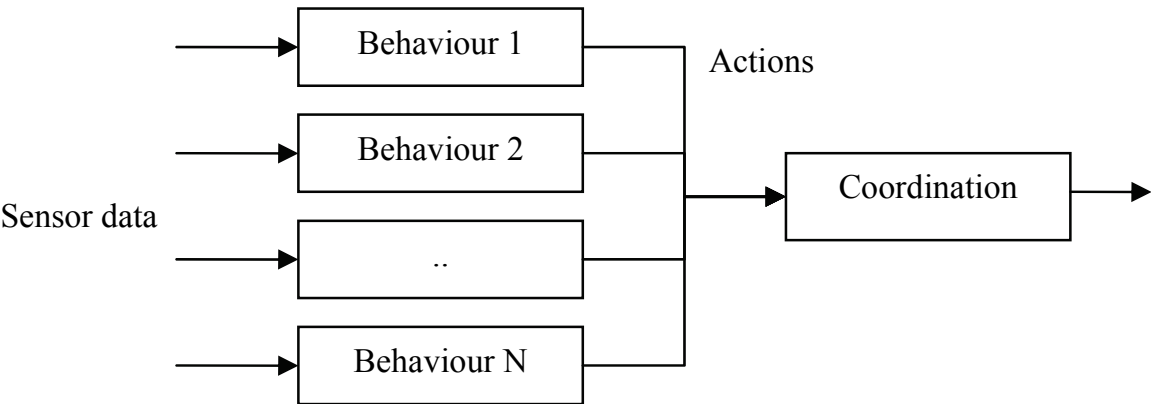 Behaviour 1
Actions
Behaviour 2
Coordination
Sensor data
..
Behaviour N